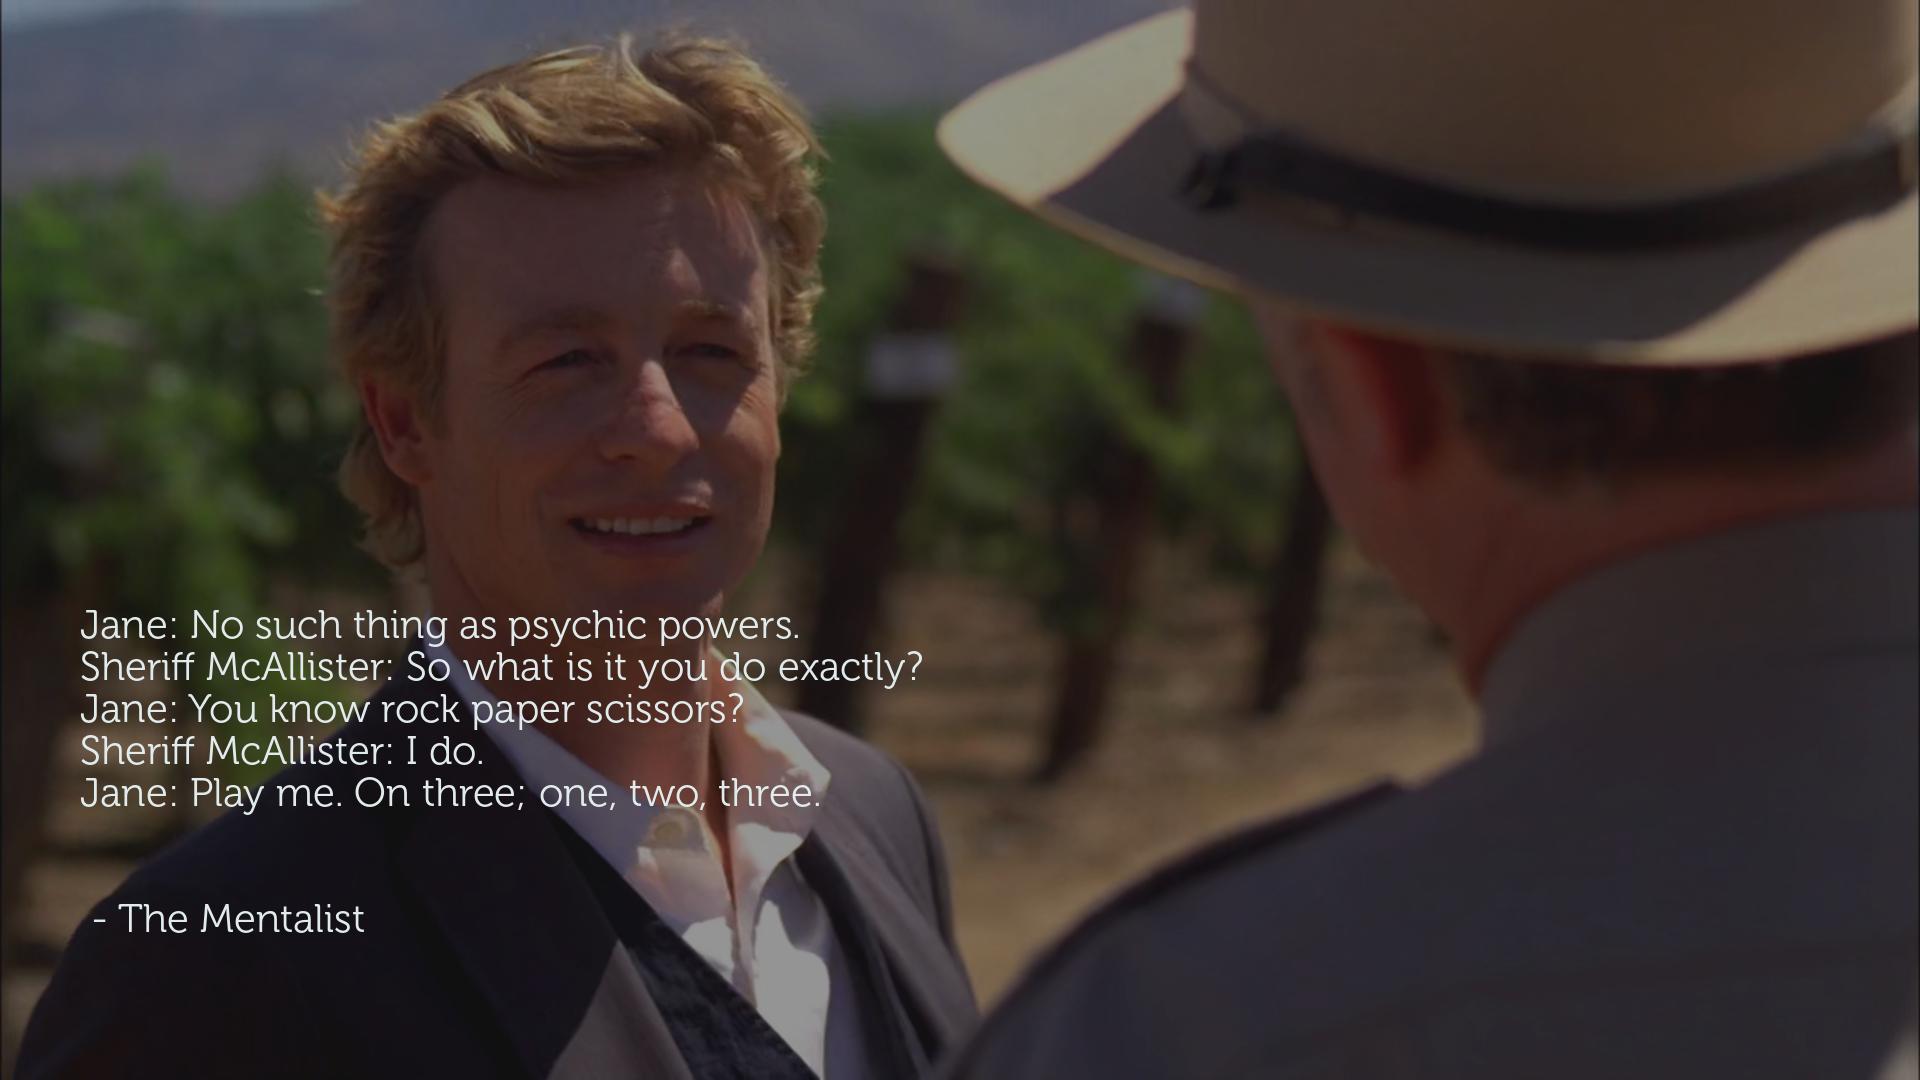 Jane: No such thing as psychic powers.
Sheriff McAllister: So what is it you do exactly?
Jane: You know rock paper scissors?
Sheriff McAllister: I do.
Jane: Play me. On three; one, two, three.
- The Mentalist